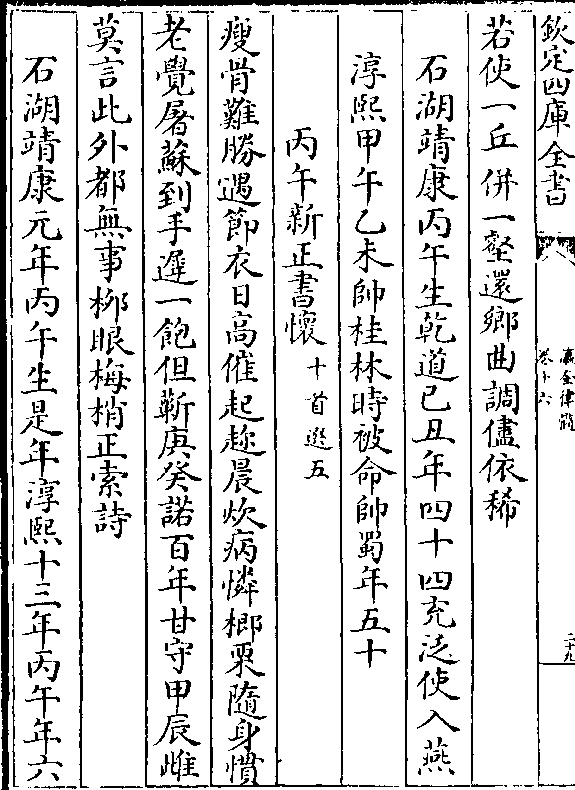 欽定四庫全書
瀛奎律髓
卷十六
二十九
若使一丘併一壑還鄉曲調儘依稀
石湖靖康丙午生乾道己丑年四十四充泛使入燕
淳熙甲午乙未帥桂林時被命帥蜀年五十
丙午新正書懷十首選五
瘦骨難勝遇節衣日高催起趂晨炊病憐榔栗隨身慣
老覺屠蘇到手遲一飽但蘄庚癸諾百年甘守甲辰雌
莫言此外都無事柳眼梅梢正索詩
石湖靖康元年丙午生是年淳熙十三年丙午年六